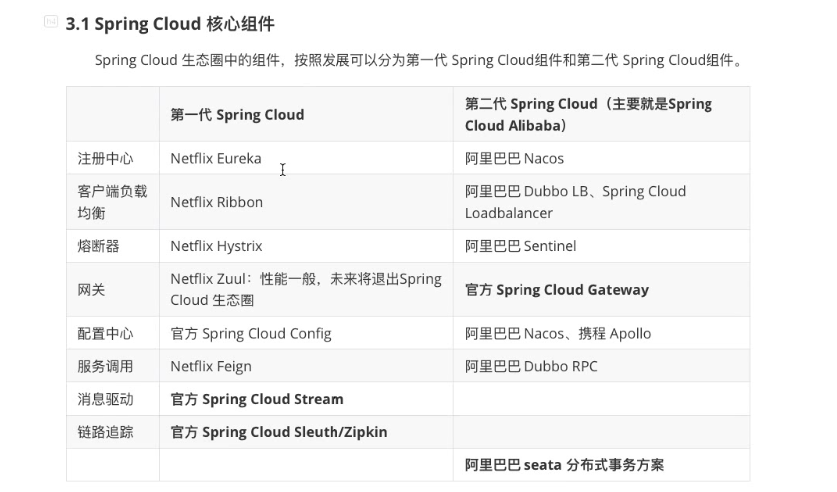 3.1 Spring Cloud 核心组件
Spring Cloud 生态圈中的组件，按照发展可以分为第一代 Spring Cloud组件和第二代 Spring Cloud组件。
第一代 Spring Cloud
第二代 Spring Cloud（主要就是Spring
Cloud Alibaba）
注册中心
Netflix Eureka
阿里巴巴 Nacos
客户端负载
均衡
Netflix Ribbon
阿里巴巴 Dubbo LB、Spring Cloud
Loadbalancer
熔断器
Netflix Hystrix
阿里巴巴 Sentinel
网关
Netflix Zuul：性能一般，未来将退出Spring
Cloud 生态圈
官方 Spring Cloud Gateway
配置中心
官方 Spring Cloud Config
阿里巴巴 Nacos、携程 Apollo
服务调用
Netflix Feign
阿里巴巴 Dubbo RPC
消息驱动
官方 Spring Cloud Stream
链路追踪
官方 Spring Cloud Sleuth/Zipkin
阿里巴巴 seata 分布式事务方案